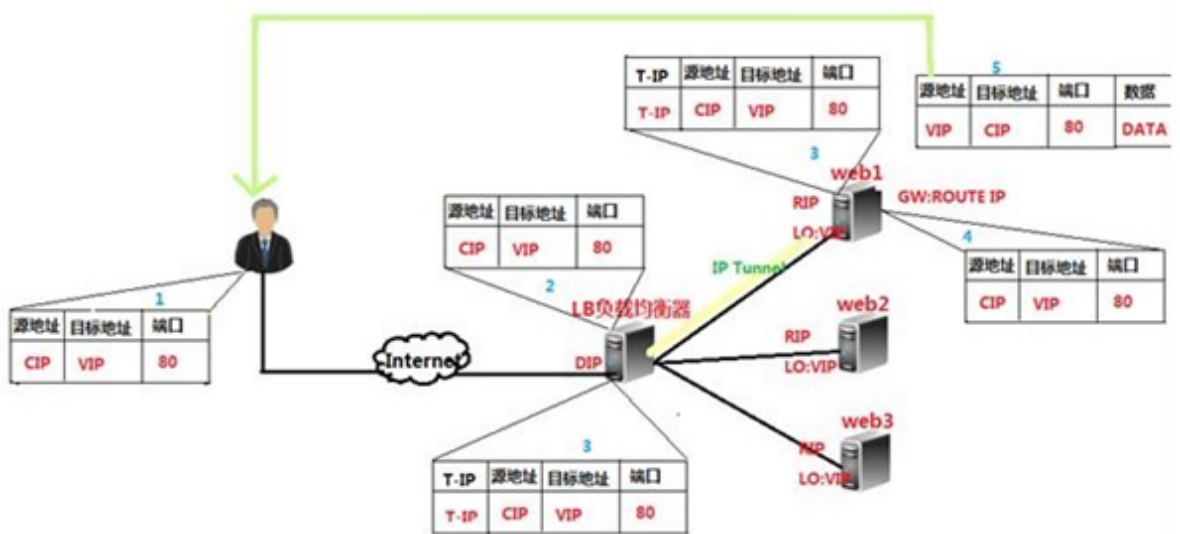 T-IP 源地址 目标地址 端口
T-IP CIP VIP 80
3
5
源地址 目标地址 端口 数据
VIP CIP 80 DATA
web1
RIP
GW:ROUTE IP
LO:VIP
4
源地址 目标地址 端口
CIP VIP 80
源地址 目标地址 端口
CIP VIP 80
2
IP Tunnel
LB负载均衡器
DIP
1
源地址 目标地址 端口
CIP VIP 80
Internet
web2
RIP
LO:VIP
web3
RIP
LO:VIP
3
T-IP 源地址 目标地址 端口
T-IP CIP VIP 80